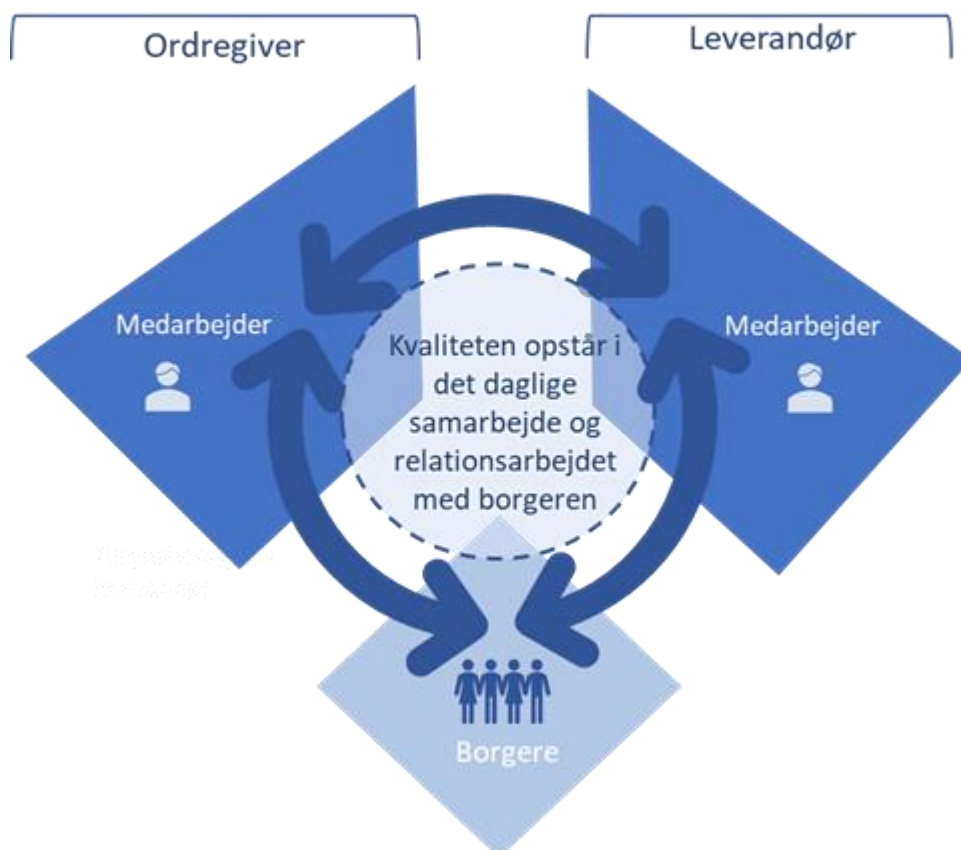 Ordregiver
Leverandør
Medarbejder
Medarbejder
Kvaliteten opstår i
det daglige
samarbejde og
relationsarbejdet
med borgeren
Borgere